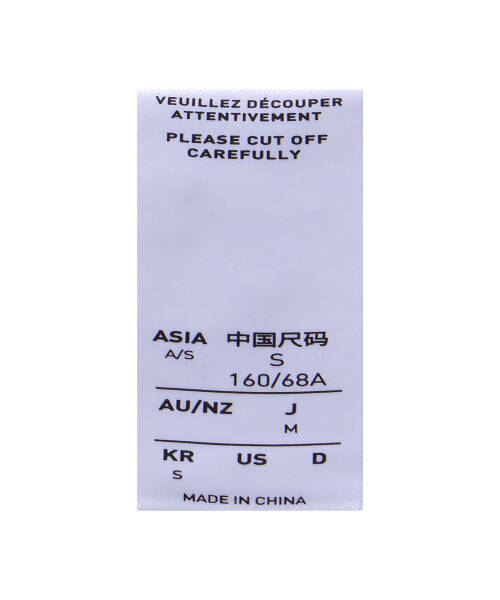 VEUILLEZ DÉCOUPER
ATTENTIVEMENT
PLEASE CUT OFF
CAREFULLY
ASIA 中国尺码
A/S S
160/68A
AU/NZ J
M
KR US D
S
MADE IN CHINA